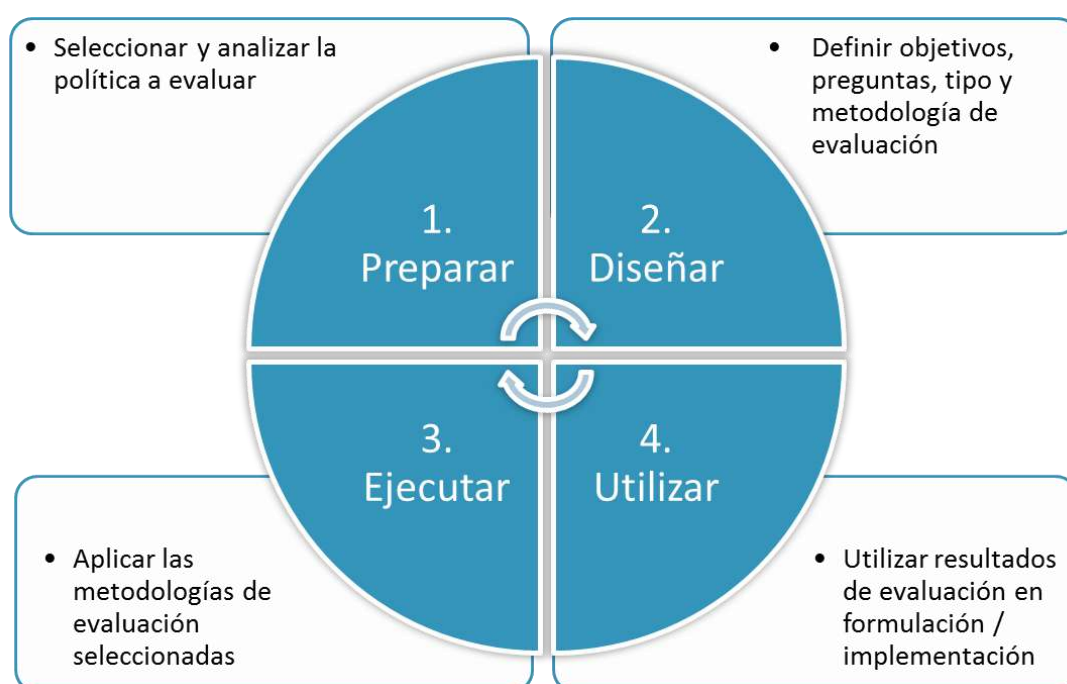 • Seleccionar y analizar la
política a evaluar
• Definir objetivos,
preguntas, tipo y
metodología de
evaluación
1.
Preparar
2.
Diseñar
3.
Ejecutar
4.
Utilizar
• Aplicar las
metodologías de
evaluación
seleccionadas
• Utilizar resultados
de evaluación en
formulación /
implementación